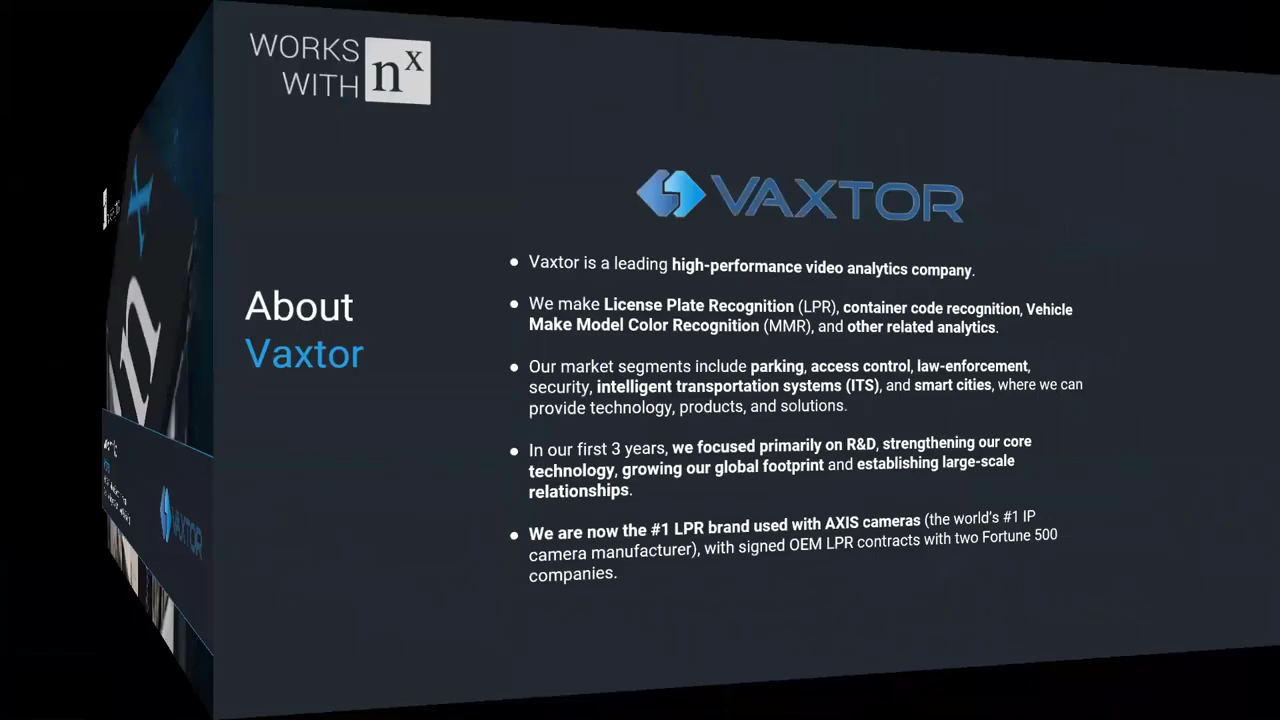 WORKS
WITH nx
VAXTOR
About
Vaxtor
● Vaxtor is a leading high-performance video analytics company.
● We make License Plate Recognition (LPR), container code recognition, Vehicle
Make Model Color Recognition (MMR), and other related analytics.
● Our market segments include parking, access control, law-enforcement,
security, intelligent transportation systems (ITS), and smart cities, where we can
provide technology, products, and solutions.
● In our first 3 years, we focused primarily on R&D, strengthening our core
technology, growing our global footprint and establishing large-scale
relationships.
● We are now the #1 LPR brand used with AXIS cameras (the world's #1 IP
camera manufacturer), with signed OEM LPR contracts with two Fortune 500
companies.
nx
VAXTOR